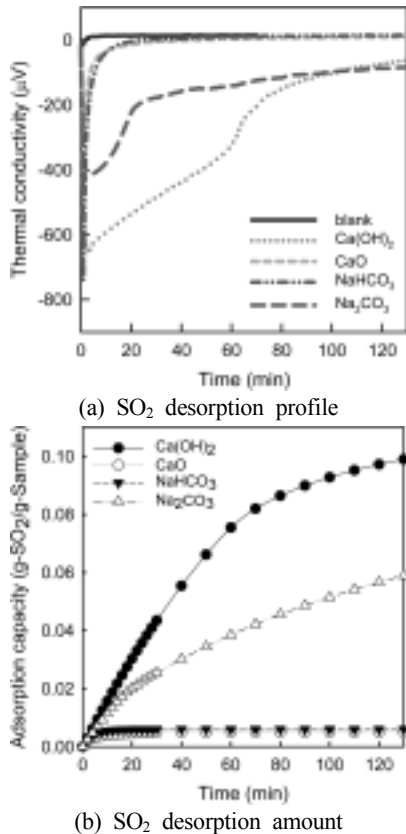 Thermal conductivity (μV)
0
-200
-400
-600
-800
blank
Ca(OH)₂
CaO
NaHCO₃
Na₂CO₃
0 20 40 60 80 100 120
Time (min)
(a) SO₂ desorption profile
Adsorption capacity (g-SO₂/g-Sample)
0.10
0.08
0.06
0.04
0.02
0.00
Ca(OH)₂
CaO
NaHCO₃
Na₂CO₃
0 20 40 60 80 100 120
Time (min)
(b) SO₂ desorption amount